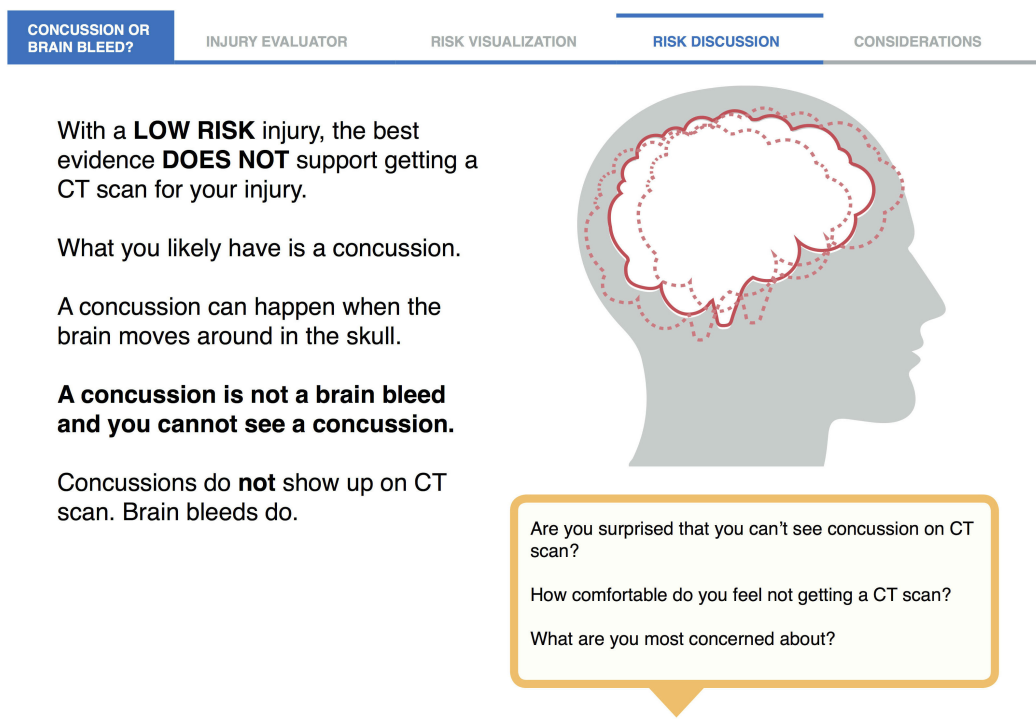 CONCUSSION OR
BRAIN BLEED?
INJURY EVALUATOR
RISK VISUALIZATION
RISK DISCUSSION
CONSIDERATIONS
With a LOW RISK injury, the best
evidence DOES NOT support getting a
CT scan for your injury.
What you likely have is a concussion.
A concussion can happen when the
brain moves around in the skull.
A concussion is not a brain bleed
and you cannot see a concussion.
Concussions do not show up on CT
scan. Brain bleeds do.
Are you surprised that you can't see concussion on CT
scan?
How comfortable do you feel not getting a CT scan?
What are you most concerned about?